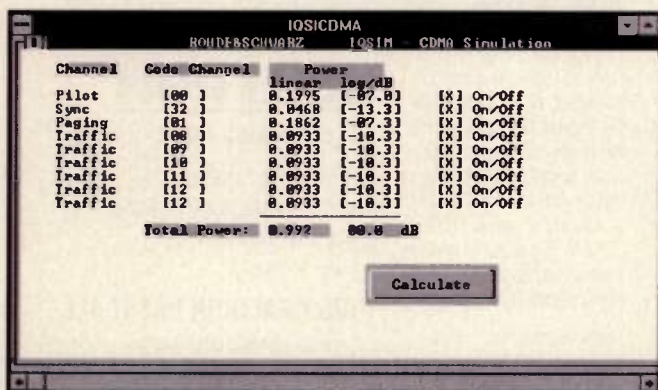 IQSICDMA
ROHDE&SCHWARZ IQSIM - CDMA Simulation
Channel Code Channel Power
linear log/dB
Pilot [00 ] 0.1995 [-07.0] [X] On/Off
Sync [32 ] 0.0468 [-13.3] [X] On/Off
Paging [01 ] 0.1862 [-07.3] [X] On/Off
Traffic [08 ] 0.0933 [-10.3] [X] On/Off
Traffic [09 ] 0.0933 [-10.3] [X] On/Off
Traffic [10 ] 0.0933 [-10.3] [X] On/Off
Traffic [11 ] 0.0933 [-10.3] [X] On/Off
Traffic [12 ] 0.0933 [-10.3] [X] On/Off
Traffic [12 ] 0.0933 [-10.3] [X] On/Off
Total Power: 0.992 00.0 dB
Calculate